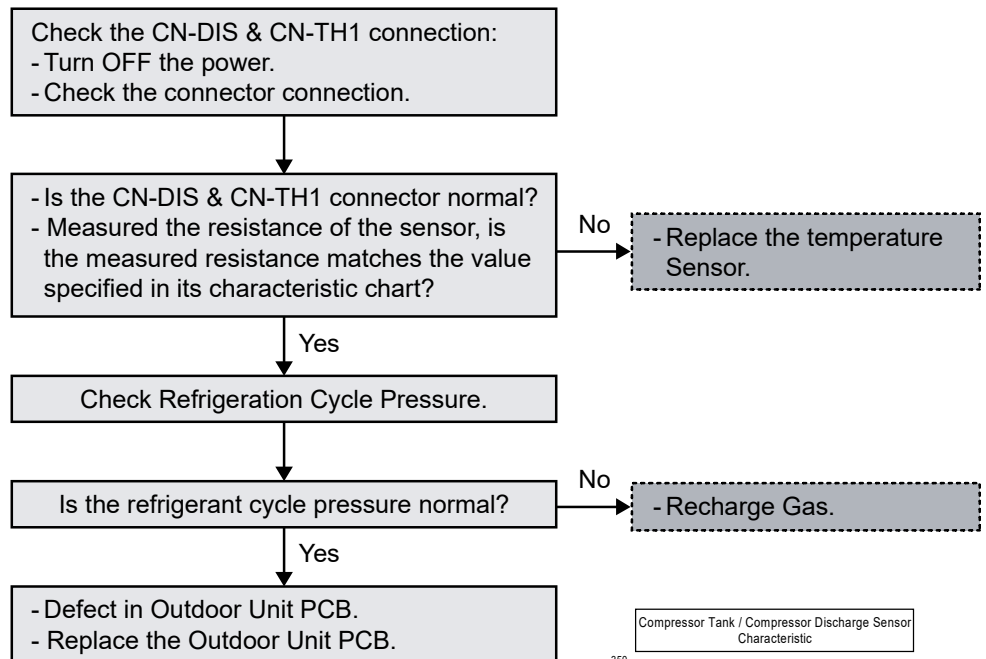 Check the CN-DIS & CN-TH1 connection:
- Turn OFF the power.
- Check the connector connection.
- Is the CN-DIS & CN-TH1 connector normal?
- Measured the resistance of the sensor, is
the measured resistance matches the value
specified in its characteristic chart?
No
- Replace the temperature
Sensor.
Yes
Check Refrigeration Cycle Pressure.
Is the refrigerant cycle pressure normal?
No
- Recharge Gas.
Yes
- Defect in Outdoor Unit PCB.
- Replace the Outdoor Unit PCB.
Compressor Tank / Compressor Discharge Sensor
Characteristic